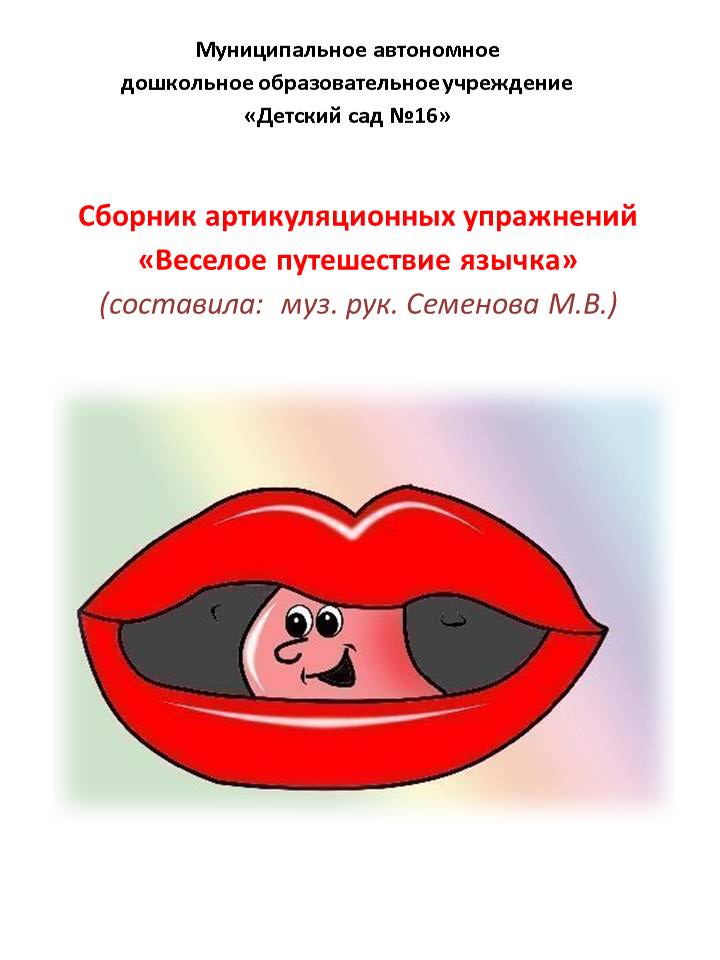 Муниципальное автономное
дошкольное образовательное учреждение
«Детский сад №16»
Сборник артикуляционных упражнений
«Веселое путешествие язычка»
(составила: муз. рук. Семенова М.В.)